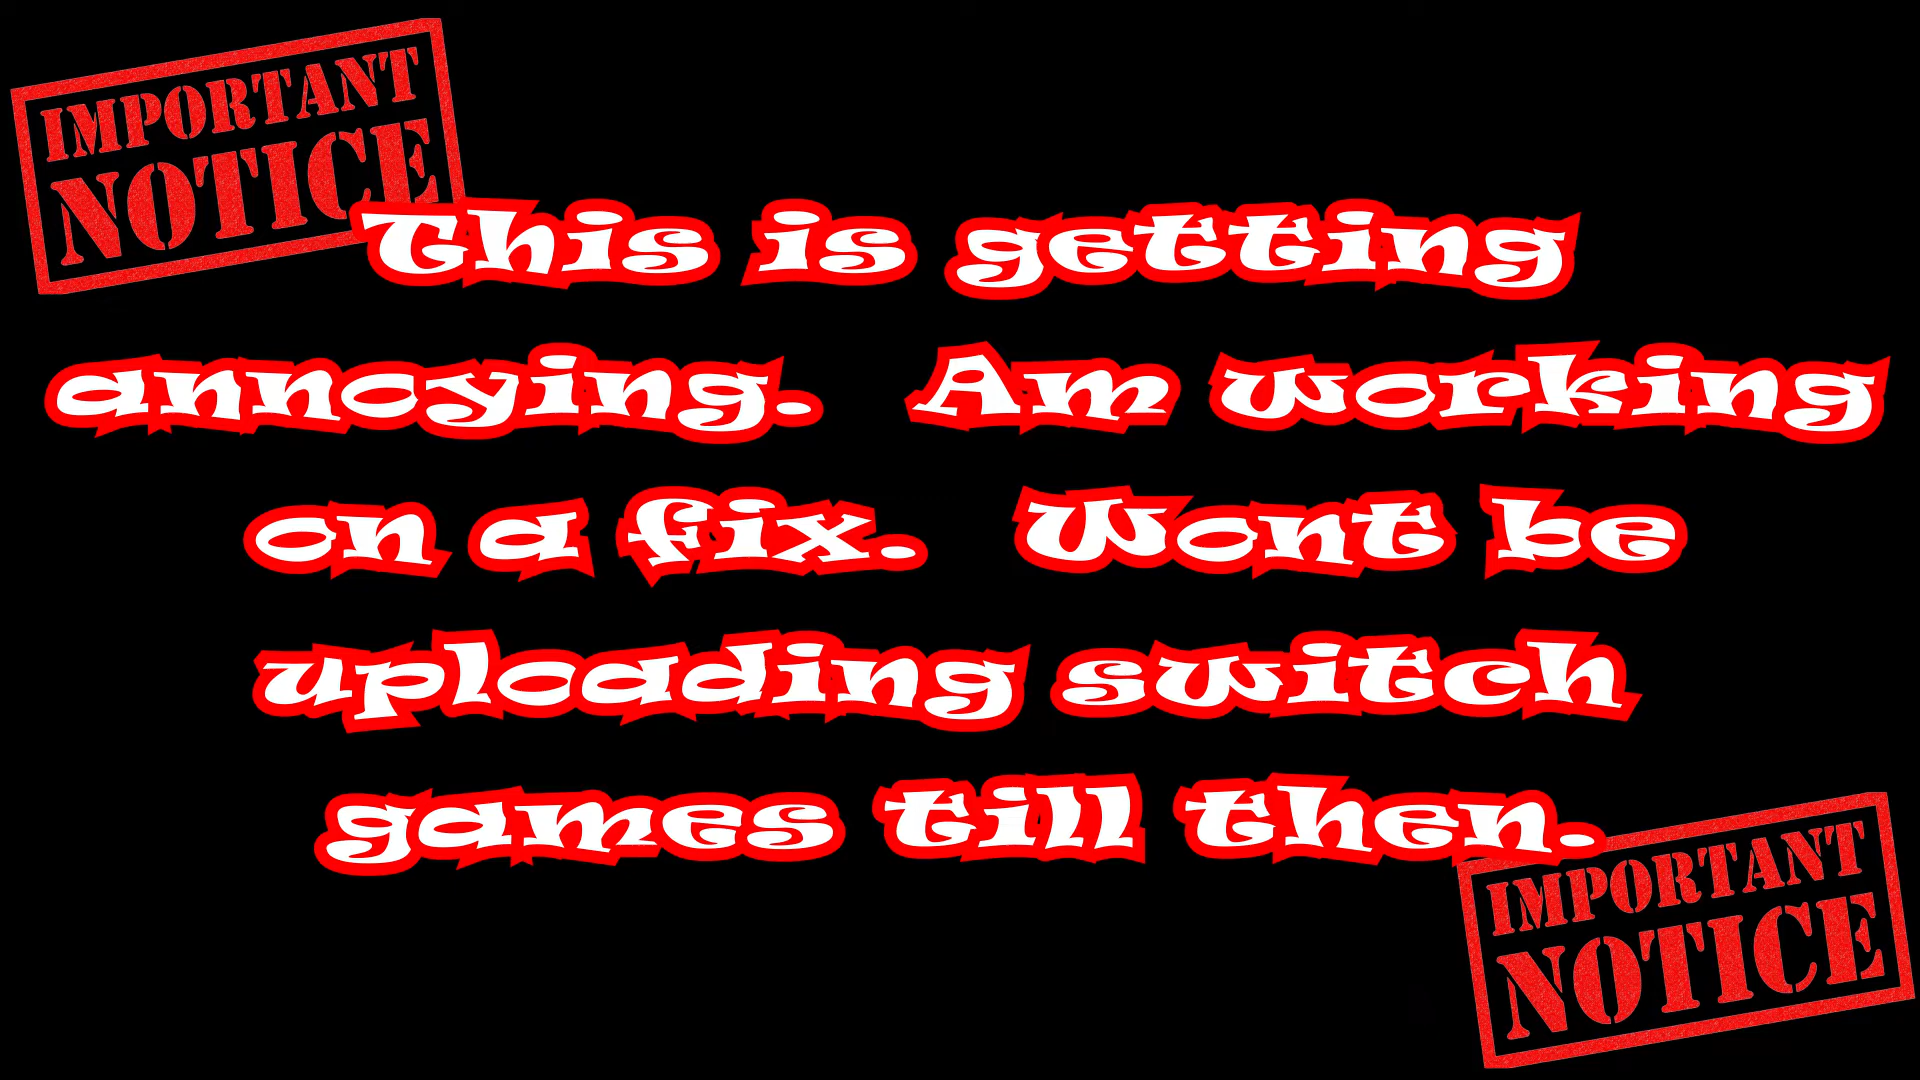 IMPORTANT
NOTICE
This is getting
annoying.  Am working
on a fix.  Wont be
uploading switch
games till then.
IMPORTANT
NOTICE